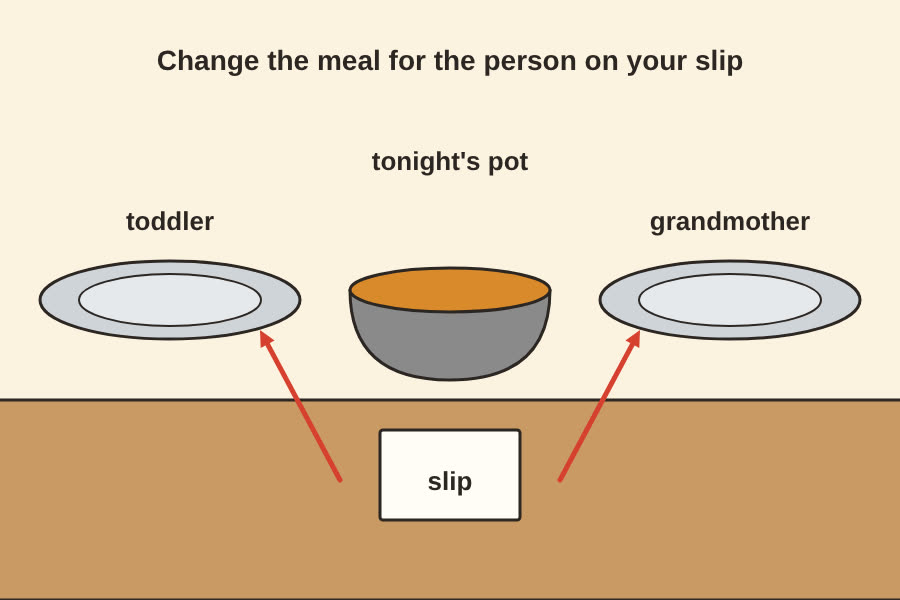 Change the meal for the person on your slip
tonight's pot
toddler
grandmother
slip